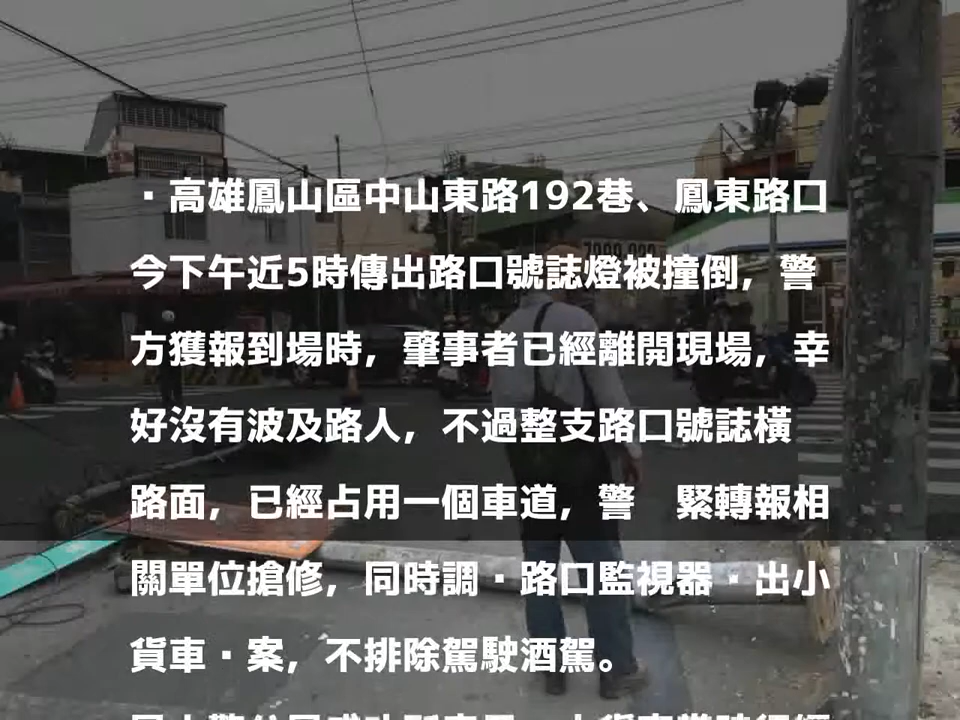 ·高雄鳳山區中山東路192巷、鳳東路口
今下午近5時傳出路口號誌燈被撞倒，警
方獲報到場時，肇事者已經離開現場，幸
好沒有波及路人，不過整支路口號誌橫
路面，已經占用一個車道，警　緊轉報相
關單位搶修，同時調·路口監視器·出小
貨車·案，不排除駕駛酒駕。